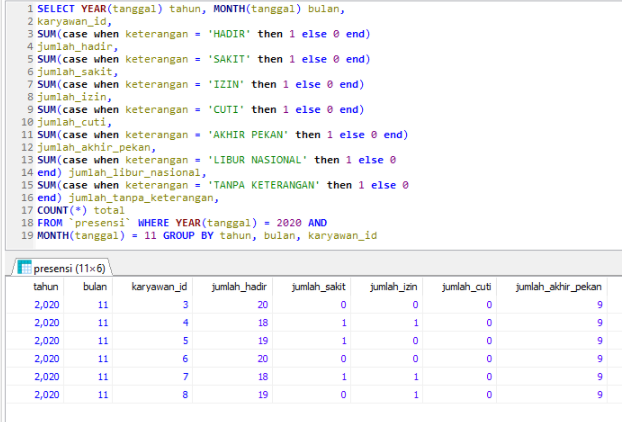 1 SELECT YEAR(tanggal) tahun, MONTH(tanggal) bulan,
2 karyawan_id,
3 SUM(case when keterangan = 'HADIR' then 1 else 0 end)
4 jumlah_hadir,
5 SUM(case when keterangan = 'SAKIT' then 1 else 0 end)
6 jumlah_sakit,
7 SUM(case when keterangan = 'IZIN' then 1 else 0 end)
8 jumlah_izin,
9 SUM(case when keterangan = 'CUTI' then 1 else 0 end)
10 jumlah_cuti,
11 SUM(case when keterangan = 'AKHIR PEKAN' then 1 else 0 end)
12 jumlah_akhir_pekan,
13 SUM(case when keterangan = 'LIBUR NASIONAL' then 1 else 0
14 end) jumlah_libur_nasional,
15 SUM(case when keterangan = 'TANPA KETERANGAN' then 1 else 0
16 end) jumlah_tanpa_keterangan,
17 COUNT(*) total
18 FROM `presensi` WHERE YEAR(tanggal) = 2020 AND
19 MONTH(tanggal) = 11 GROUP BY tahun, bulan, karyawan_id
presensi (11×6)
tahun bulan karyawan_id jumlah_hadir jumlah_sakit jumlah_izin jumlah_cuti jumlah_akhir_pekan
2,020 11 3 20 0 0 0 9
2,020 11 4 18 1 1 0 9
2,020 11 5 19 1 0 0 9
2,020 11 6 20 0 0 0 9
2,020 11 7 18 1 1 0 9
2,020 11 8 19 0 1 0 9